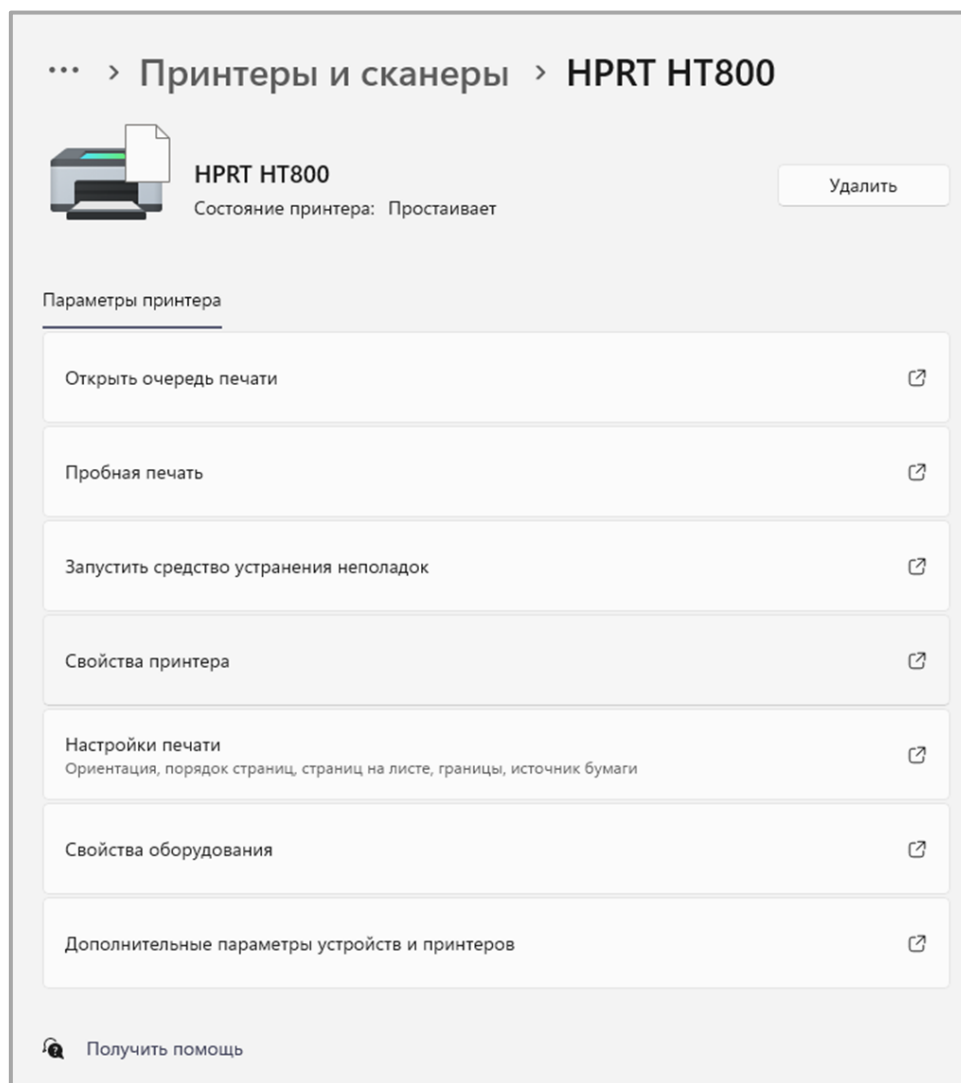 ... > Принтеры и сканеры > HPRT HT800
HPRT HT800
Состояние принтера: Простаивает
Удалить
Параметры принтера
Открыть очередь печати
Пробная печать
Запустить средство устранения неполадок
Свойства принтера
Настройки печати
Ориентация, порядок страниц, страниц на листе, границы, источник бумаги
Свойства оборудования
Дополнительные параметры устройств и принтеров
Получить помощь